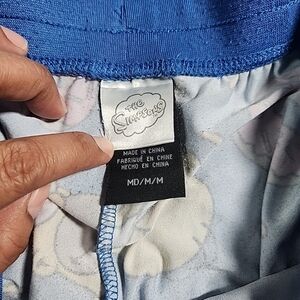 THE
SIMPSONS
MADE IN CHINA
FABRIQUÉ EN CHINE
HECHO EN CHINA
MD/M/M